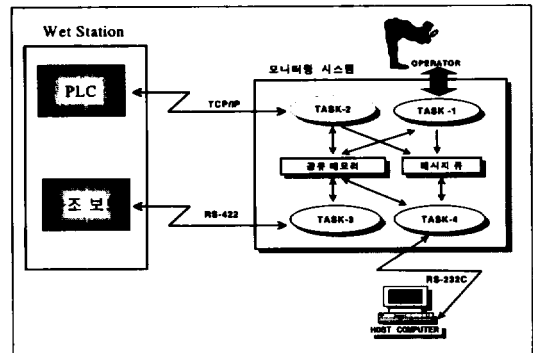 Wet Station
PLC
조 보
TCP/IP
RS-422
모니터링 시스템
OPERATOR
TASK-2
TASK-1
공유 메모리
메시지 큐
TASK-3
TASK-4
RS-232C
HOST COMPUTER